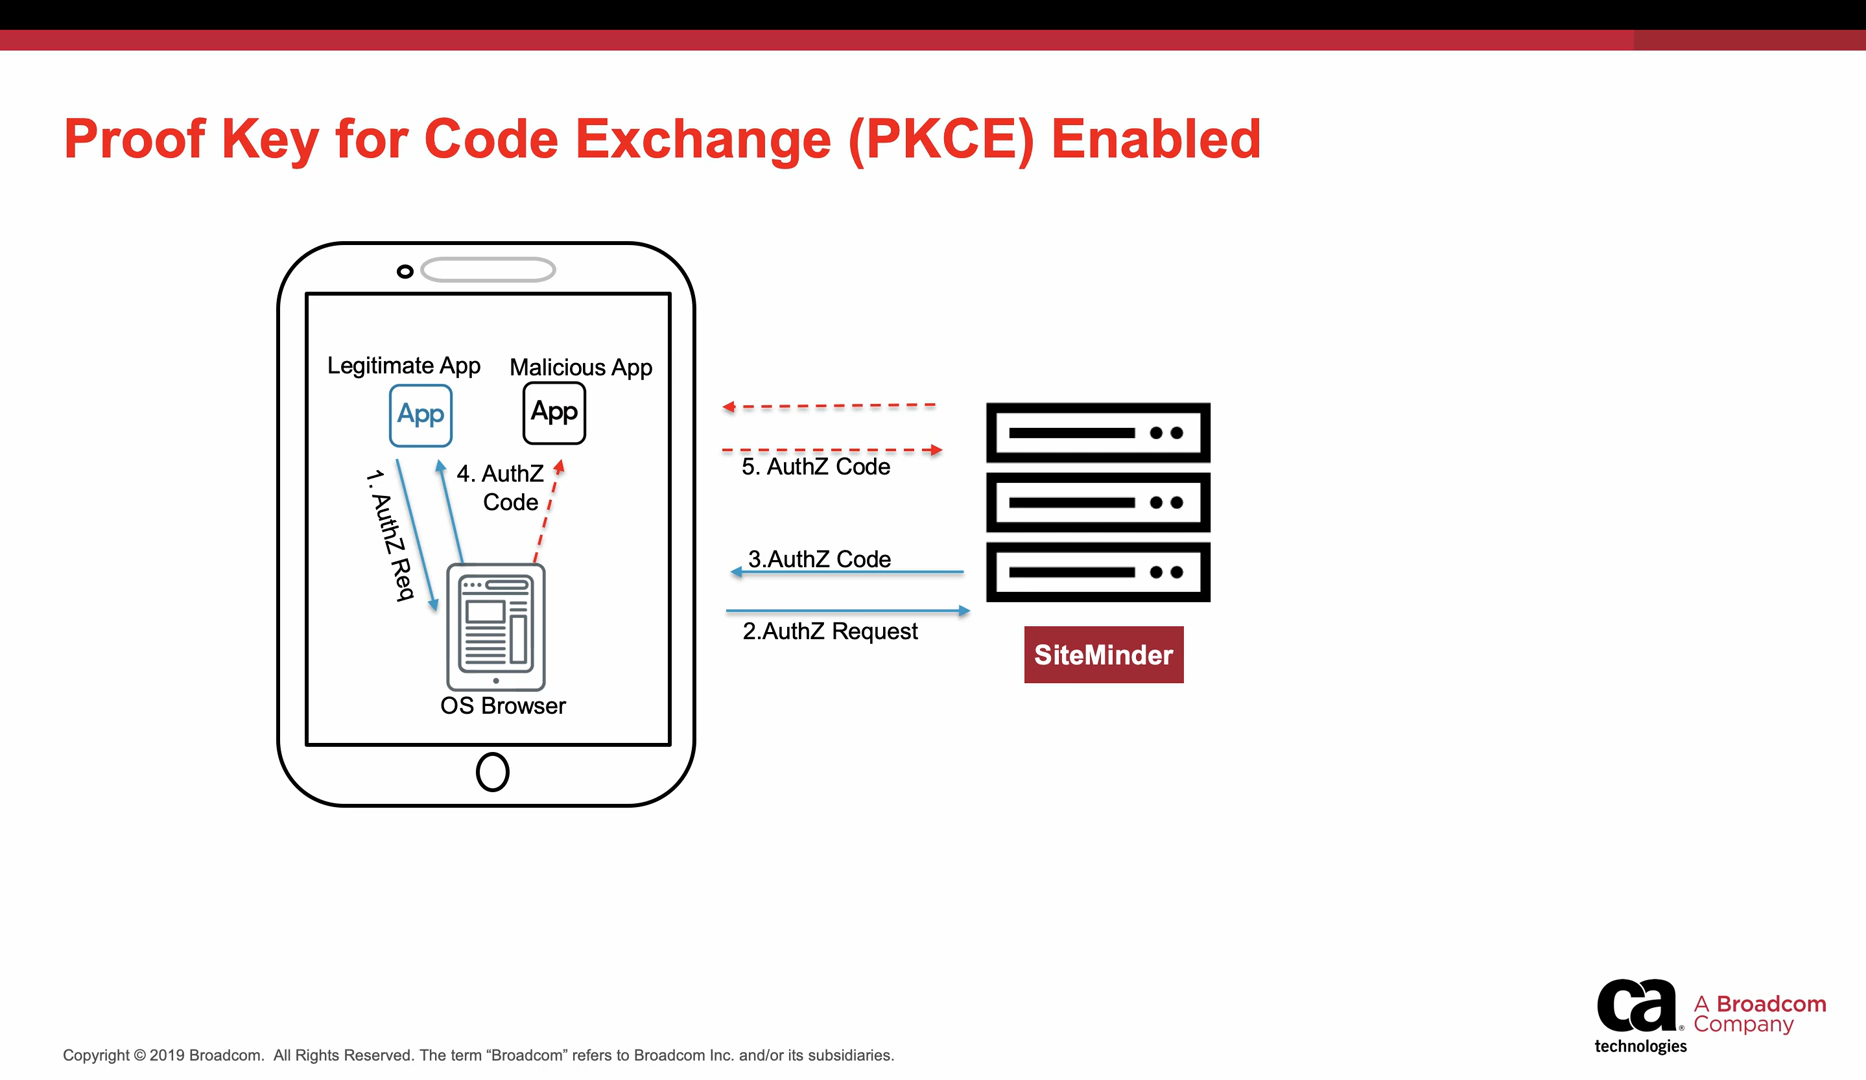 Proof Key for Code Exchange (PKCE) Enabled
Legitimate App
Malicious App
App
App
1. AuthZ Req
4. AuthZ
Code
OS Browser
5. AuthZ Code
3.AuthZ Code
2.AuthZ Request
SiteMinder
ca
technologies
A Broadcom
Company
Copyright © 2019 Broadcom.  All Rights Reserved. The term “Broadcom” refers to Broadcom Inc. and/or its subsidiaries.